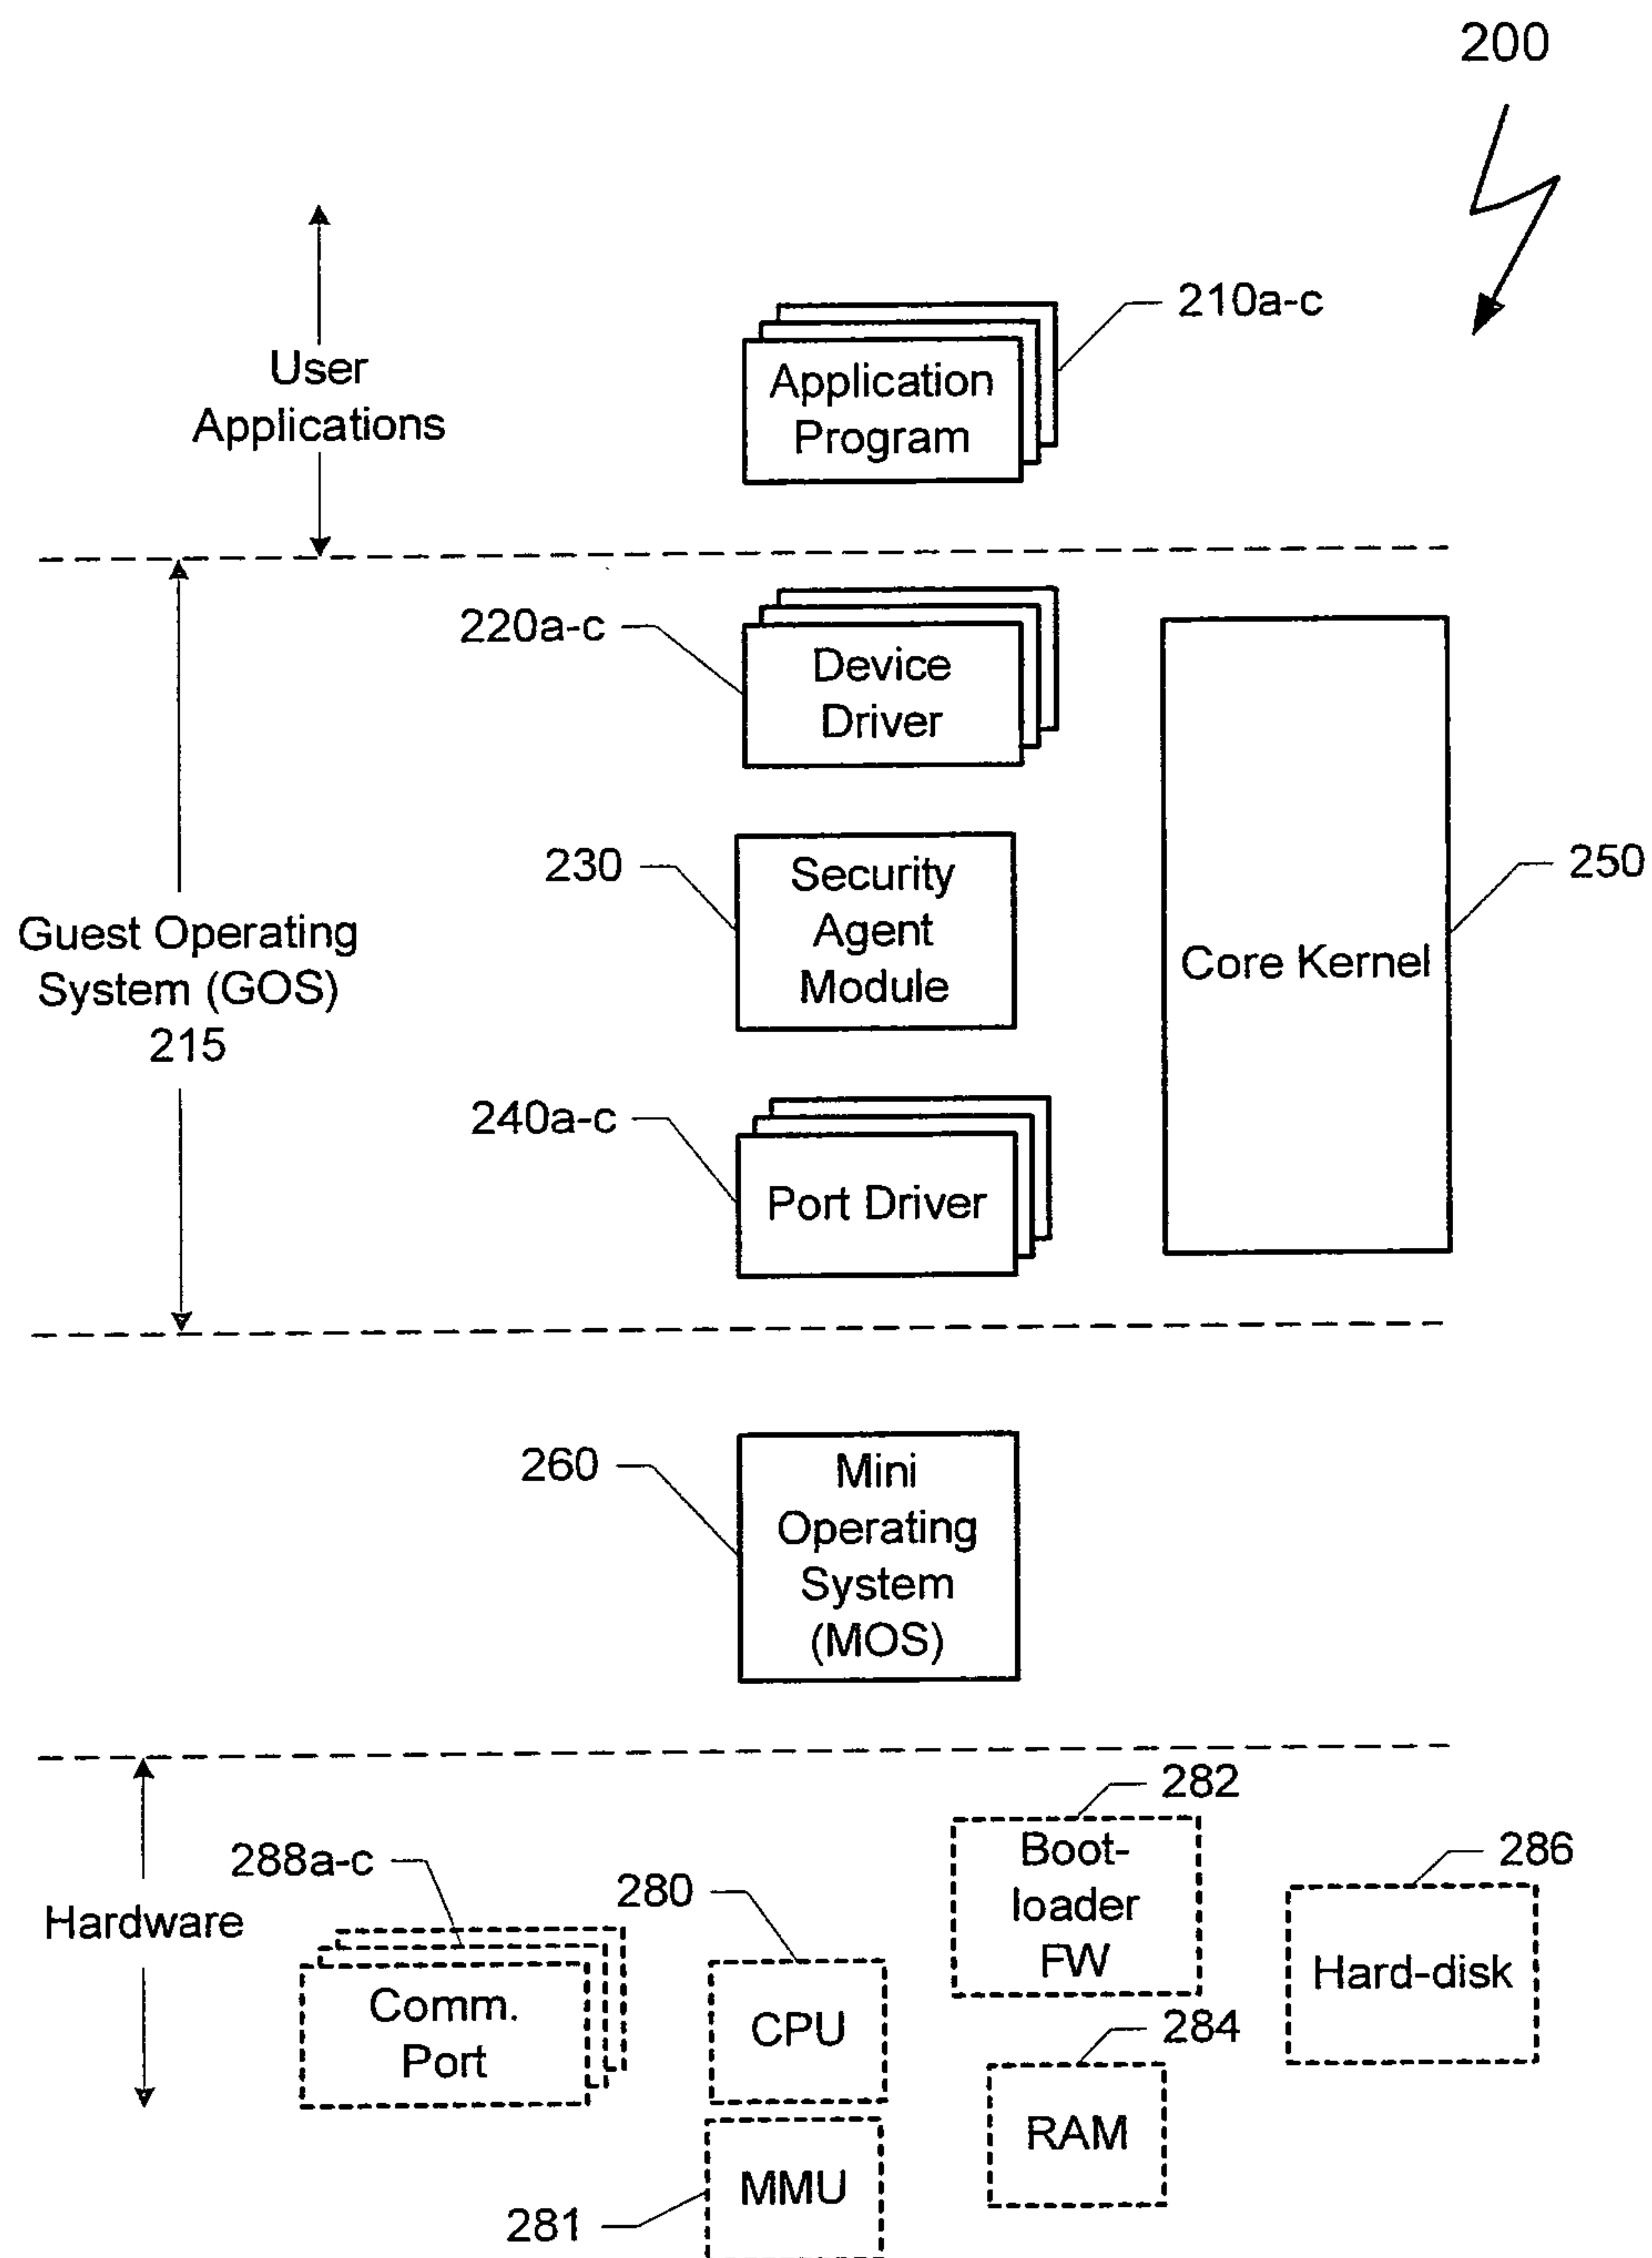 200
210a-c
User
Applications
Application
Program
220a-c
Device
Driver
230
Security
Agent
Module
250
Core Kernel
Guest Operating
System (GOS)
215
240a-c
Port Driver
260
Mini
Operating
System
(MOS)
282
288a-c
280
Boot-
loader
FW
286
Hardware
Comm.
Port
CPU
Hard-disk
284
RAM
MMU
281